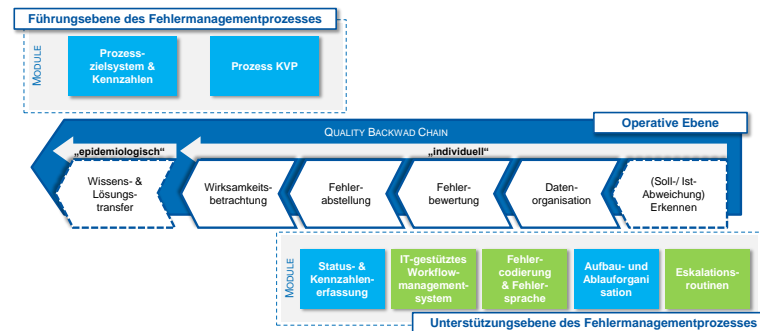 Führungsebene des Fehlermanagementprozesses
MODULE
Prozess-
zielsystem &
Kennzahlen
Prozess KVP
Operative Ebene
QUALITY BACKWAD CHAIN
„epidemiologisch“
„individuell“
Wissens- &
Lösungs-
transfer
Wirksamkeits-
betrachtung
Fehler-
abstellung
Fehler-
bewertung
Daten-
organisation
(Soll-/ Ist-
Abweichung)
Erkennen
MODULE
Status- &
Kennzahlen-
erfassung
IT-gestütztes
Workflow-
management-
system
Fehler-
codierung
& Fehler-
sprache
Aufbau- und
Ablauforgani
sation
Eskalations-
routinen
Unterstützungsebene des Fehlermanagementprozesses